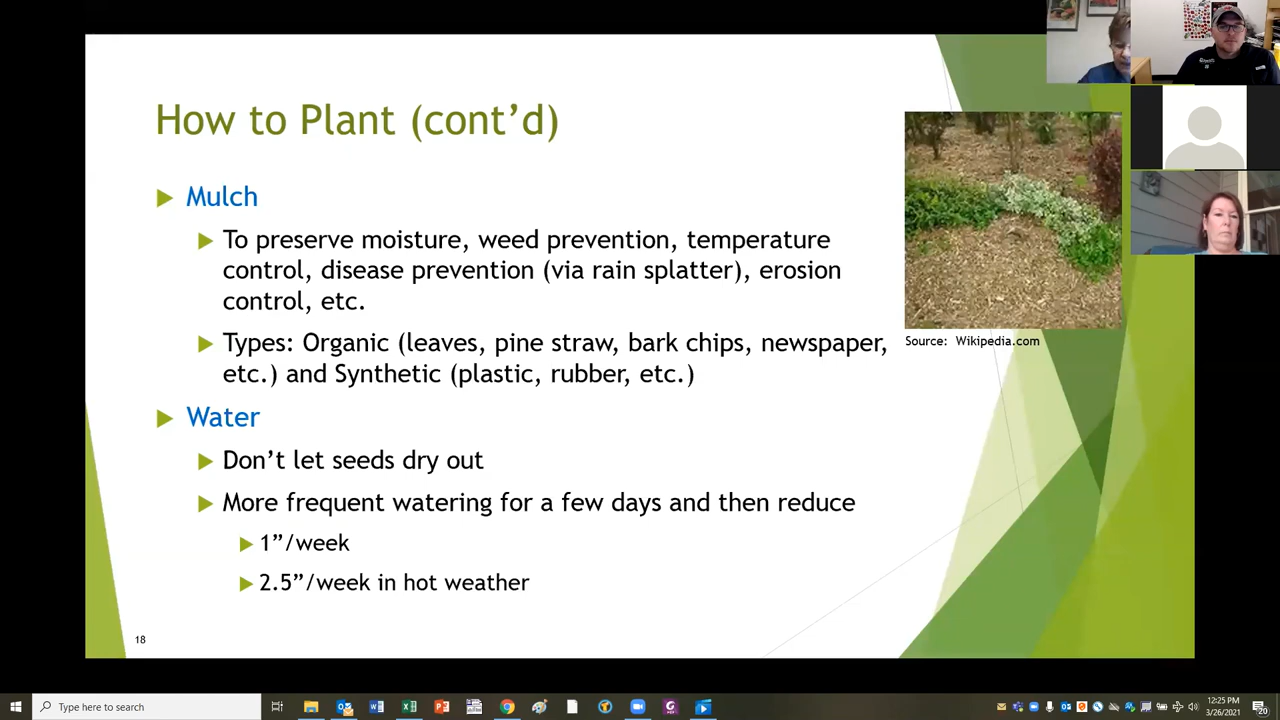 How to Plant (cont’d)
Mulch
To preserve moisture, weed prevention, temperature
control, disease prevention (via rain splatter), erosion
control, etc.
Types: Organic (leaves, pine straw, bark chips, newspaper,
etc.) and Synthetic (plastic, rubber, etc.)
Source: Wikipedia.com
Water
Don’t let seeds dry out
More frequent watering for a few days and then reduce
1”/week
2.5”/week in hot weather
18
Type here to search
12:25 PM
3/26/2021
20